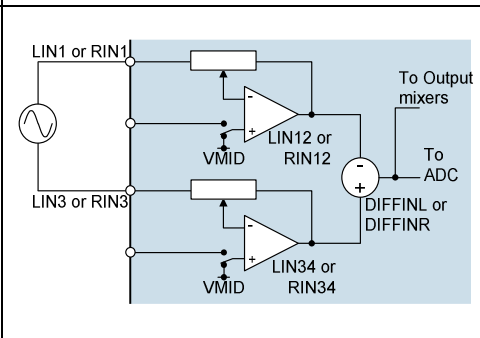 LIN1 or RIN1
To Output
mixers
-
+
LIN12 or
RIN12
VMID
To
ADC
-
+
LIN3 or RIN3
DIFFINL or
DIFFINR
-
+
LIN34 or
RIN34
VMID